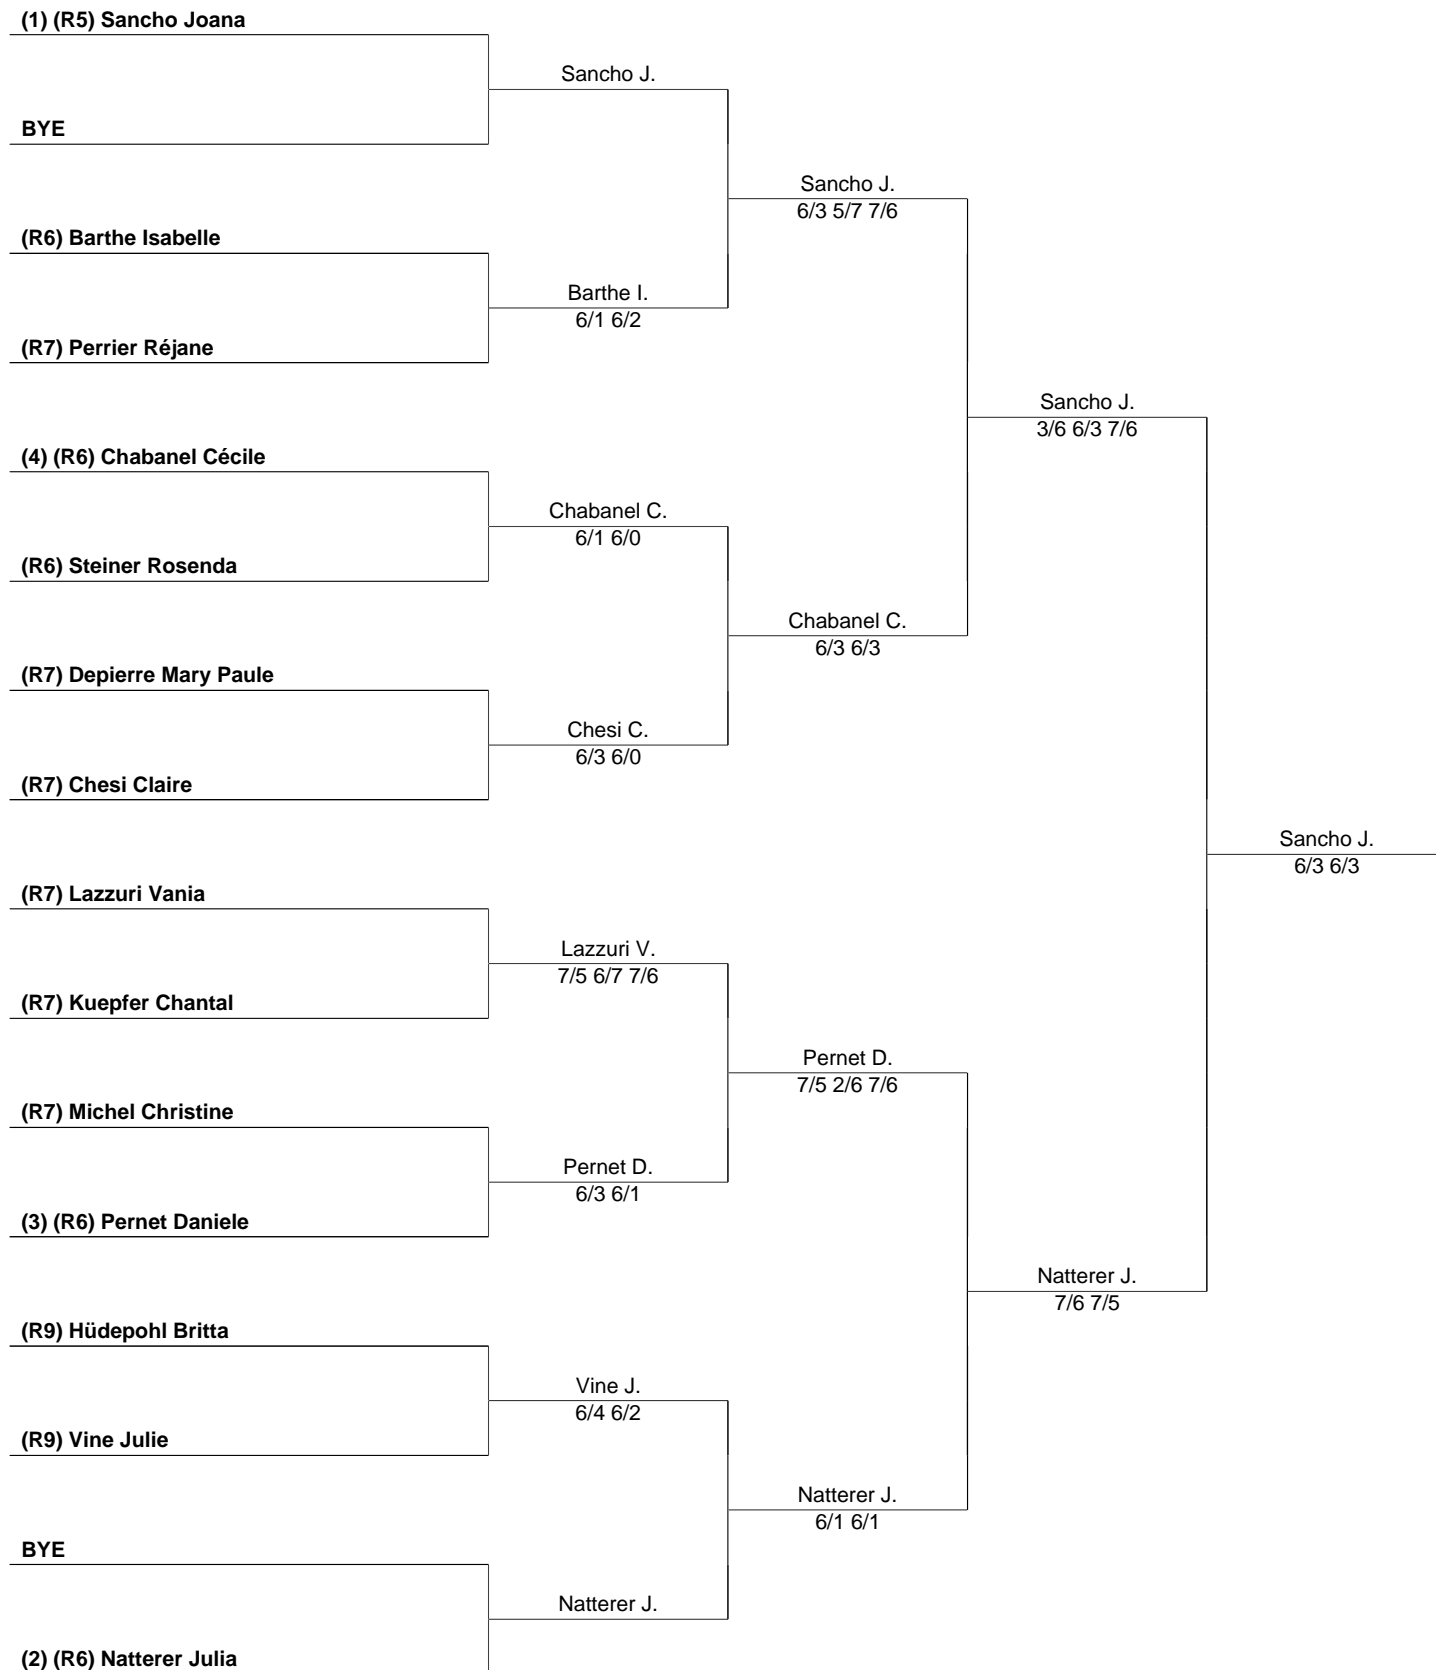 (1) (R5) Sancho Joana
Sancho J.
BYE
Sancho J.
6/3 5/7 7/6
(R6) Barthe Isabelle
Barthe I.
6/1 6/2
(R7) Perrier Réjane
Sancho J.
3/6 6/3 7/6
(4) (R6) Chabanel Cécile
Chabanel C.
6/1 6/0
(R6) Steiner Rosenda
Chabanel C.
6/3 6/3
(R7) Depierre Mary Paule
Chesi C.
6/3 6/0
(R7) Chesi Claire
Sancho J.
6/3 6/3
(R7) Lazzuri Vania
Lazzuri V.
7/5 6/7 7/6
(R7) Kuepfer Chantal
Pernet D.
7/5 2/6 7/6
(R7) Michel Christine
Pernet D.
6/3 6/1
(3) (R6) Pernet Daniele
Natterer J.
7/6 7/5
(R9) Hüdepohl Britta
Vine J.
6/4 6/2
(R9) Vine Julie
Natterer J.
6/1 6/1
BYE
Natterer J.
(2) (R6) Natterer Julia